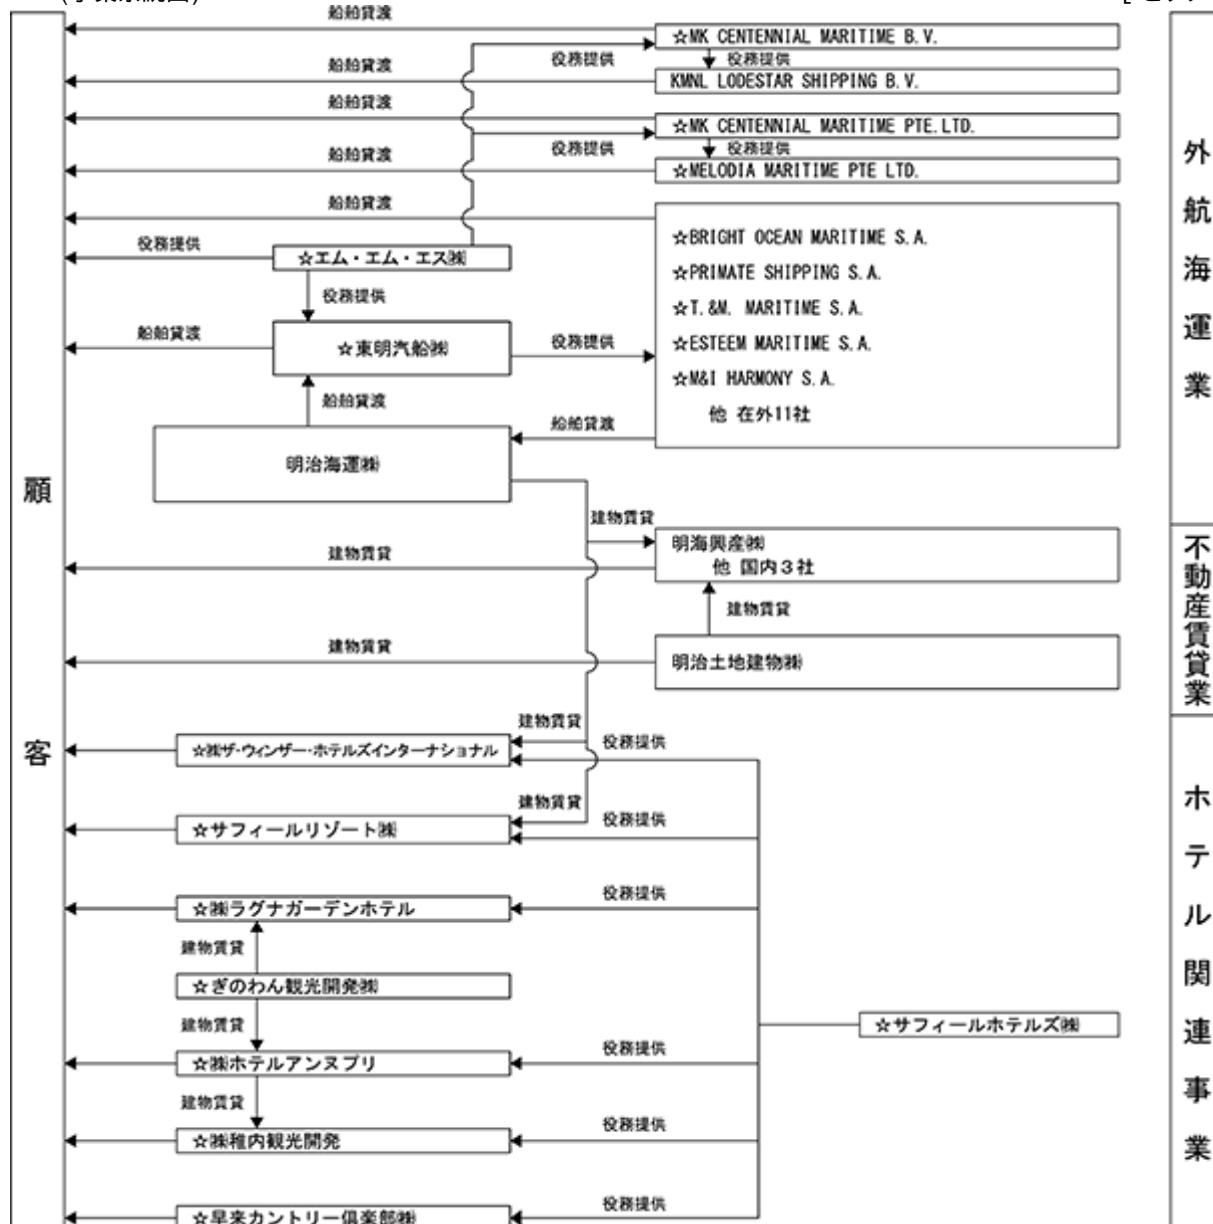 船舶貸渡
☆MK CENTENNIAL MARITIME B.V.
役務提供
役務提供
船舶貸渡
KMNL LODESTAR SHIPPING B.V.
船舶貸渡
☆MK CENTENNIAL MARITIME PTE.LTD.
役務提供
役務提供
船舶貸渡
☆MELODIA MARITIME PTE LTD.
船舶貸渡
役務提供
☆エム・エム・エス㈱
役務提供
☆BRIGHT OCEAN MARITIME S.A.
☆PRIMATE SHIPPING S.A.
☆T.&M. MARITIME S.A.
☆ESTEEM MARITIME S.A.
☆M&I HARMONY S.A.
他 在外11社
船舶貸渡
☆東明汽船㈱
役務提供
船舶貸渡
船舶貸渡
明治海運㈱
建物賃貸
明海興産㈱
他 国内3社
建物賃貸
建物賃貸
建物賃貸
明治土地建物㈱
建物賃貸
☆㈱ザ・ウィンザー・ホテルズインターナショナル
役務提供
建物賃貸
☆サフィールリゾート㈱
役務提供
☆㈱ラグナガーデンホテル
役務提供
建物賃貸
☆ぎのわん観光開発㈱
建物賃貸
☆サフィールホテルズ㈱
☆㈱ホテルアンヌプリ
役務提供
建物賃貸
☆㈱稚内観光開発
役務提供
☆早来カントリー倶楽部㈱
役務提供
顧客
外航海運業
不動産賃貸業
ホテル関連事業